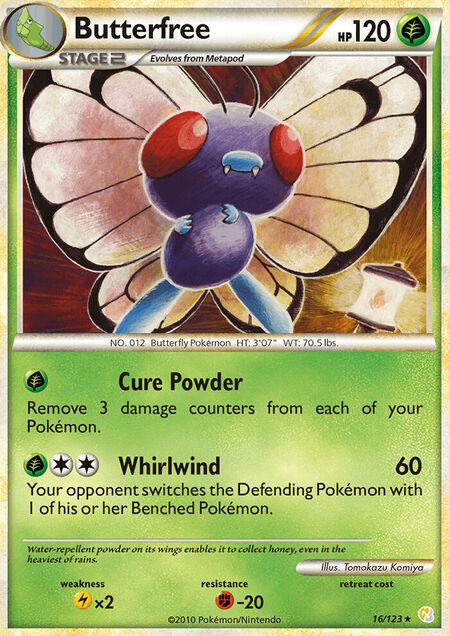 Butterfree HP120
STAGE 2 Evolves from Metapod
NO. 012 Butterfly Pokémon HT: 3'07" WT: 70.5 lbs.
Cure Powder
Remove 3 damage counters from each of your
Pokémon.
Whirlwind 60
Your opponent switches the Defending Pokémon with
1 of his or her Benched Pokémon.
Water-repellent powder on its wings enables it to collect honey, even in the
heaviest of rains.
Illus. Tomokazu Komiya
weakness resistance retreat cost
×2 -20
©2010 Pokémon/Nintendo 16/123 ★